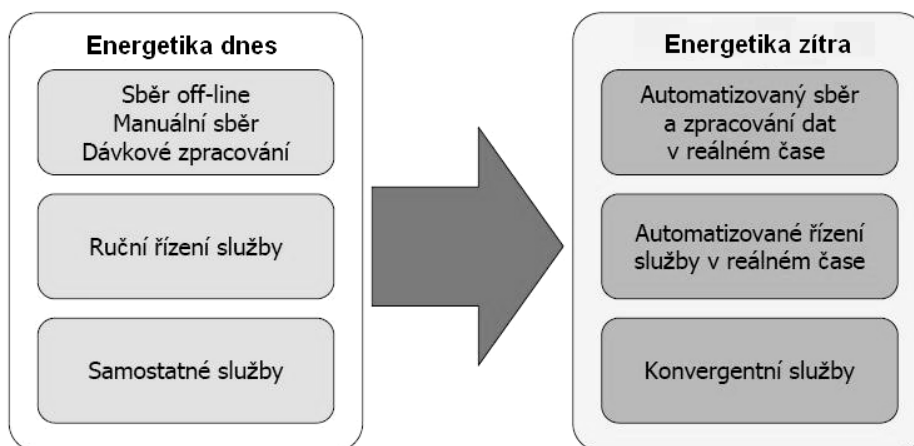 Energetika dnes
Sběr off-line
Manuální sběr
Dávkové zpracování
Ruční řízení služby
Samostatné služby
Energetika zítra
Automatizovaný sběr
a zpracování dat
v reálném čase
Automatizované řízení
služby v reálném čase
Konvergentní služby